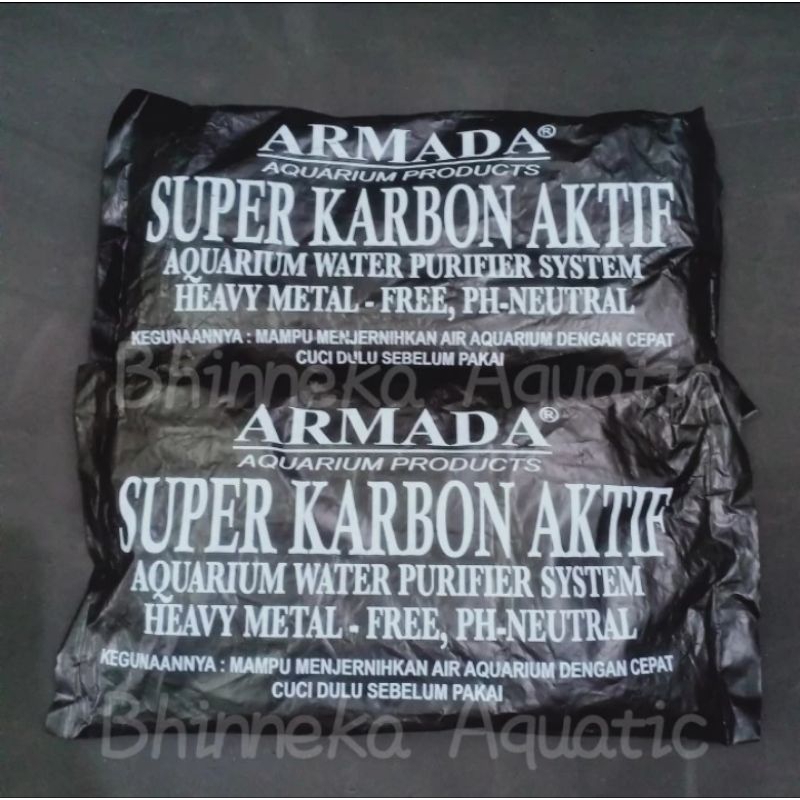 ARMADA®
AQUARIUM PRODUCTS
SUPER KARBON AKTIF
AQUARIUM WATER PURIFIER SYSTEM
HEAVY METAL - FREE, PH-NEUTRAL
KEGUNAANNYA : MAMPU MENJERNIHKAN AIR AQUARIUM DENGAN CEPAT
CUCI DULU SEBELUM PAKAI
Bhinneka Aquatic
ARMADA®
AQUARIUM PRODUCTS
SUPER KARBON AKTIF
AQUARIUM WATER PURIFIER SYSTEM
HEAVY METAL - FREE, PH-NEUTRAL
KEGUNAANNYA : MAMPU MENJERNIHKAN AIR AQUARIUM DENGAN CEPAT
CUCI DULU SEBELUM PAKAI
Bhinneka Aquatic